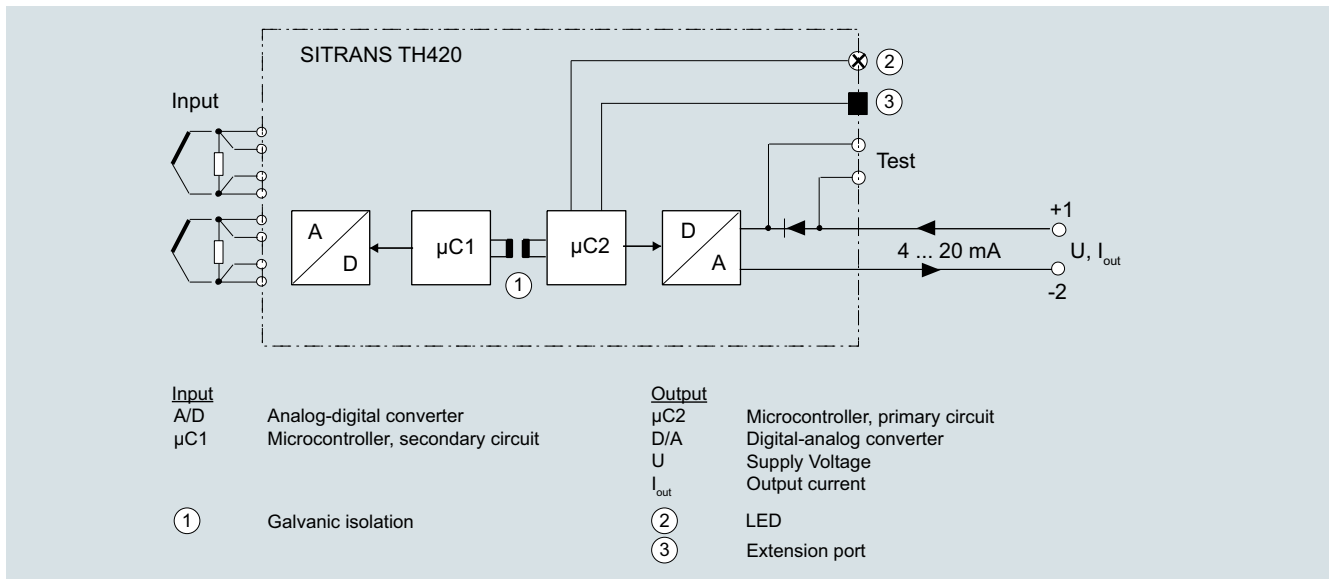 SITRANS TH420
2
Input
3
Test
A
D
µC1
µC2
D
A
1
4 ... 20 mA
+1
U, Iout
-2
Input
A/D Analog-digital converter
µC1 Microcontroller, secondary circuit
1 Galvanic isolation
Output
µC2 Microcontroller, primary circuit
D/A Digital-analog converter
U Supply Voltage
Iout Output current
2 LED
3 Extension port